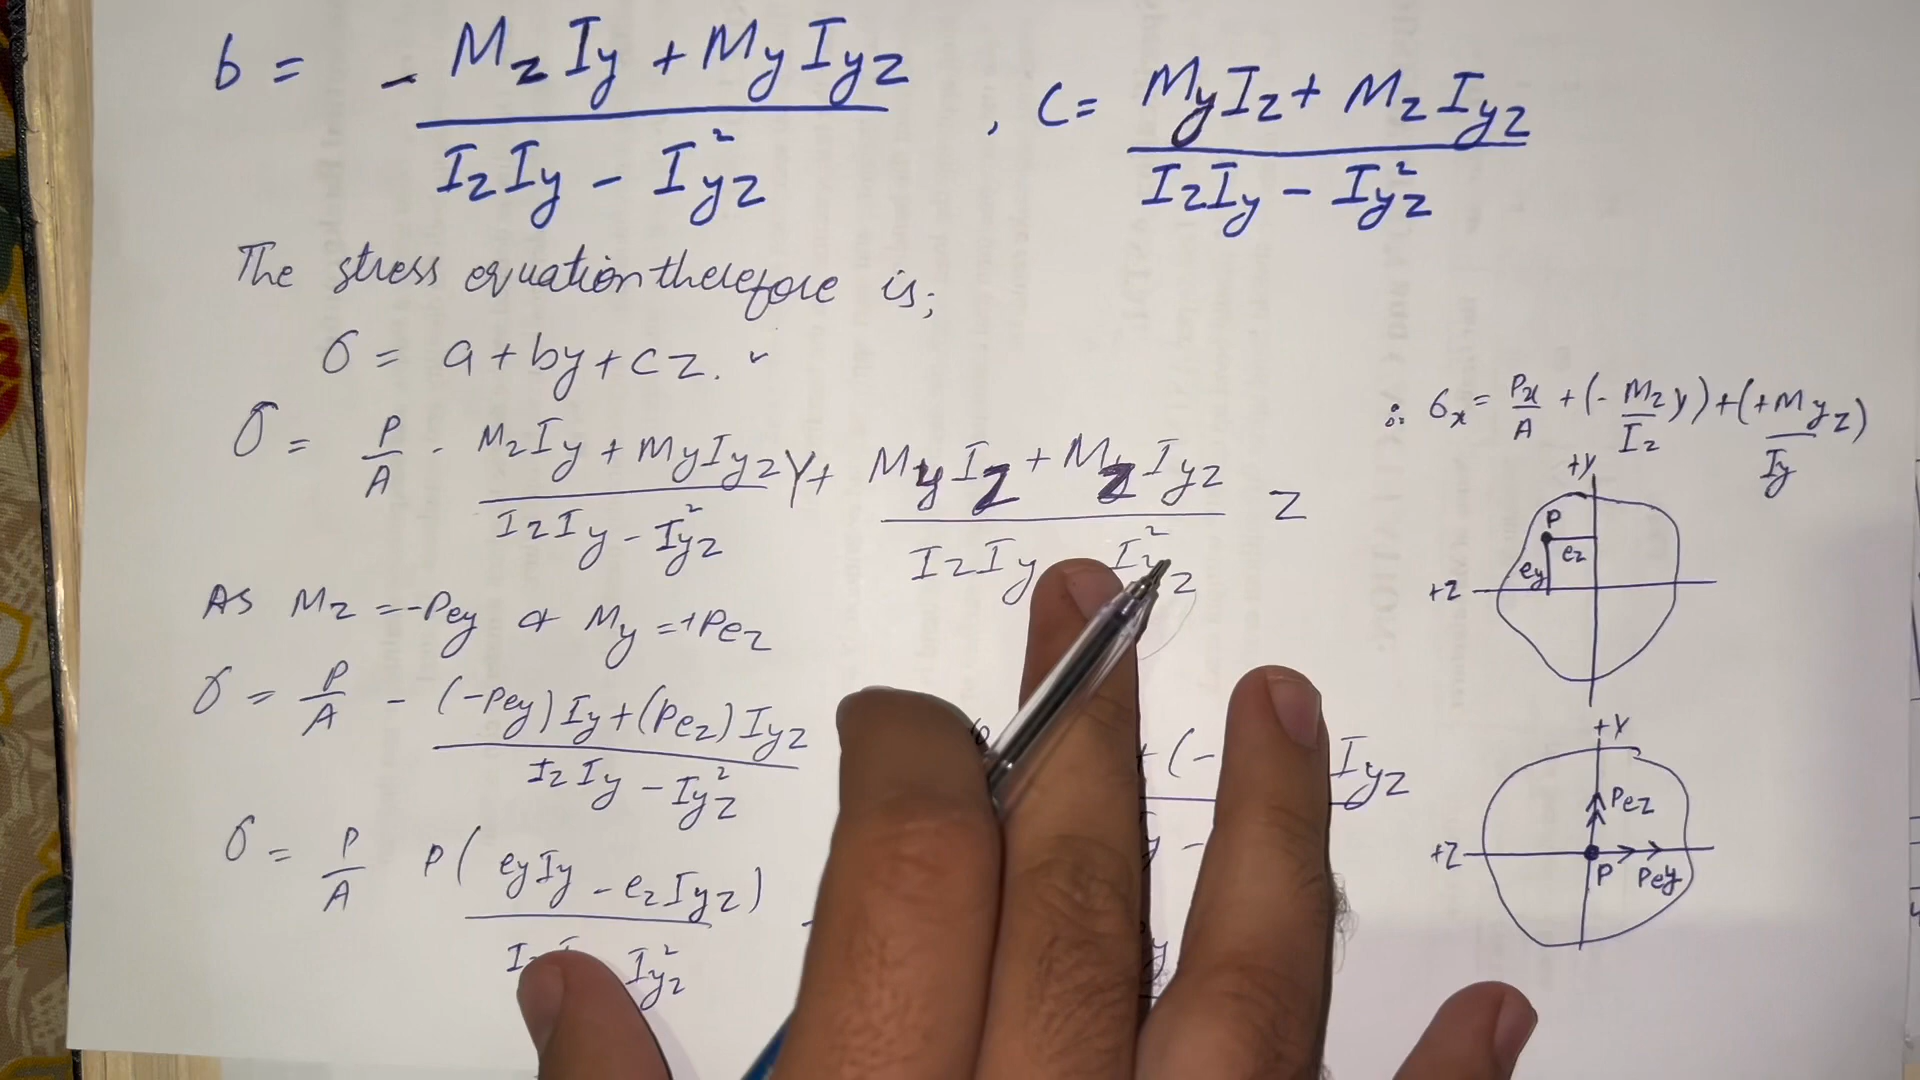 b = - MzIy + MyIyz / IzIy - Iyz² , C = MyIz + MzIyz / IzIy - Iyz²
The stress equation therefore is;
σ = a + by + cz.
σ = P/A - MzIy + MyIyz / IzIy - Iyz² y + MyIz + MzIyz / IzIy Iyz² z
As Mz = -Pey & My = +Pez
σ = P/A - (-Pey)Iy + (Pez)Iyz / IzIy - Iyz² + (- Iyz
σ = P/A P(eyIy - ezIyz) / Iyz²
∴ σx = Px/A + (- Mz/Iz y) + (+My/Iy z)
+Y
P
ez
ey
+Z
+Y
Pez
+Z
P Pey